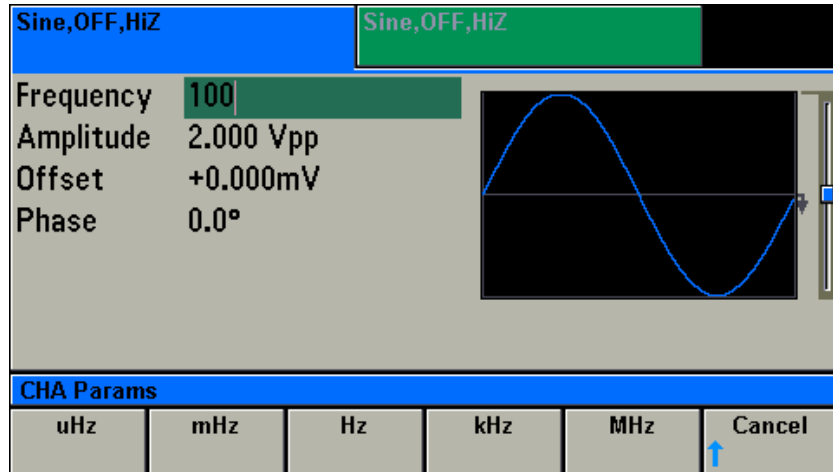 Sine,OFF,HiZ
Sine,OFF,HiZ
Frequency 100
Amplitude 2.000 Vpp
Offset +0.000mV
Phase 0.0°
CHA Params
uHz mHz Hz kHz MHz Cancel